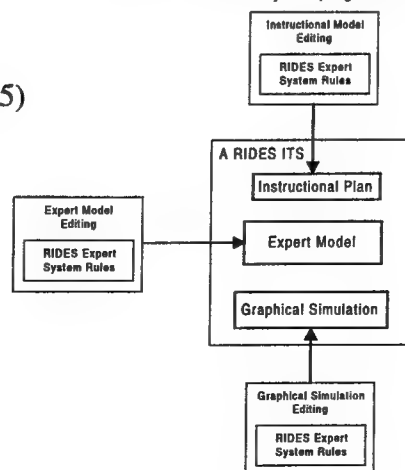 Instructional Model
Editing
RIDES Expert
System Rules
5)
A RIDES ITS
Instructional Plan
Expert Model
Editing
RIDES Expert
System Rules
Expert Model
Graphical Simulation
Graphical Simulation
Editing
RIDES Expert
System Rules